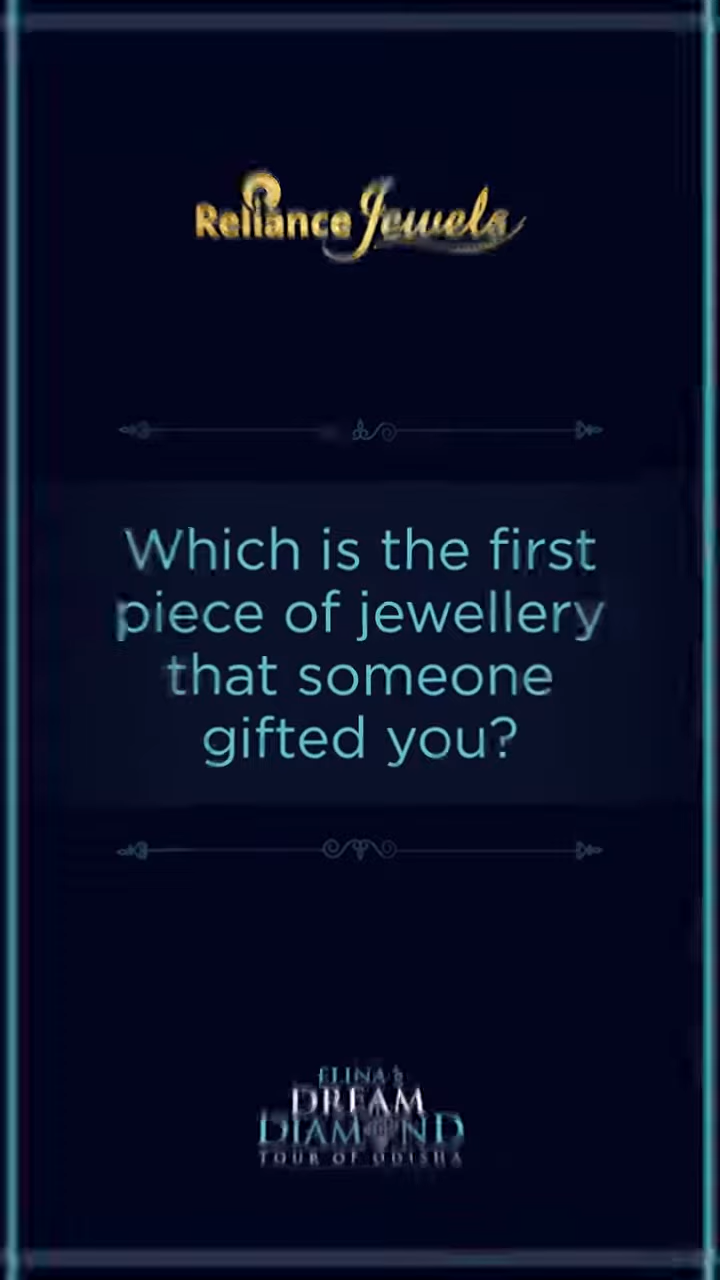 Reliance Jewels
Which is the first
piece of jewellery
that someone
gifted you?
ELINA'S
DREAM
DIAMOND
TOUR OF ODISHA